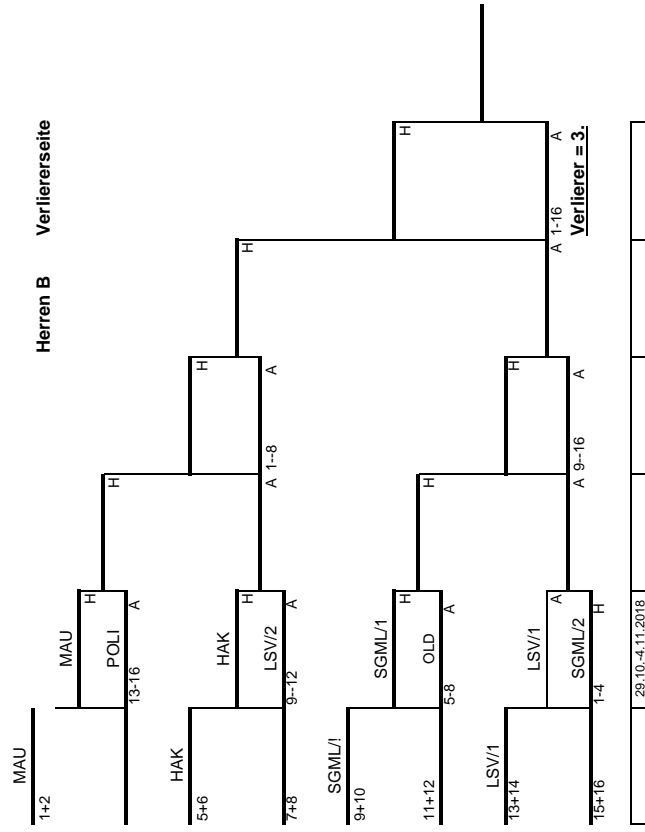 Herren B Verliererseite
MAU
1+2
MAU
H
POLI
13-16
A
H
H
HAK
5+6
HAK
H
LSV/2
7+8
9--12
A
A
1--8
A
H
H
SGML/!
9+10
SGML/1
H
OLD
11+12
5-8
A
H
H
LSV/1
13+14
LSV/1
A
SGML/2
15+16
1-4
H
A
9--16
A
A
1-16
A
Verlierer = 3.
29.10.-4.11.2018